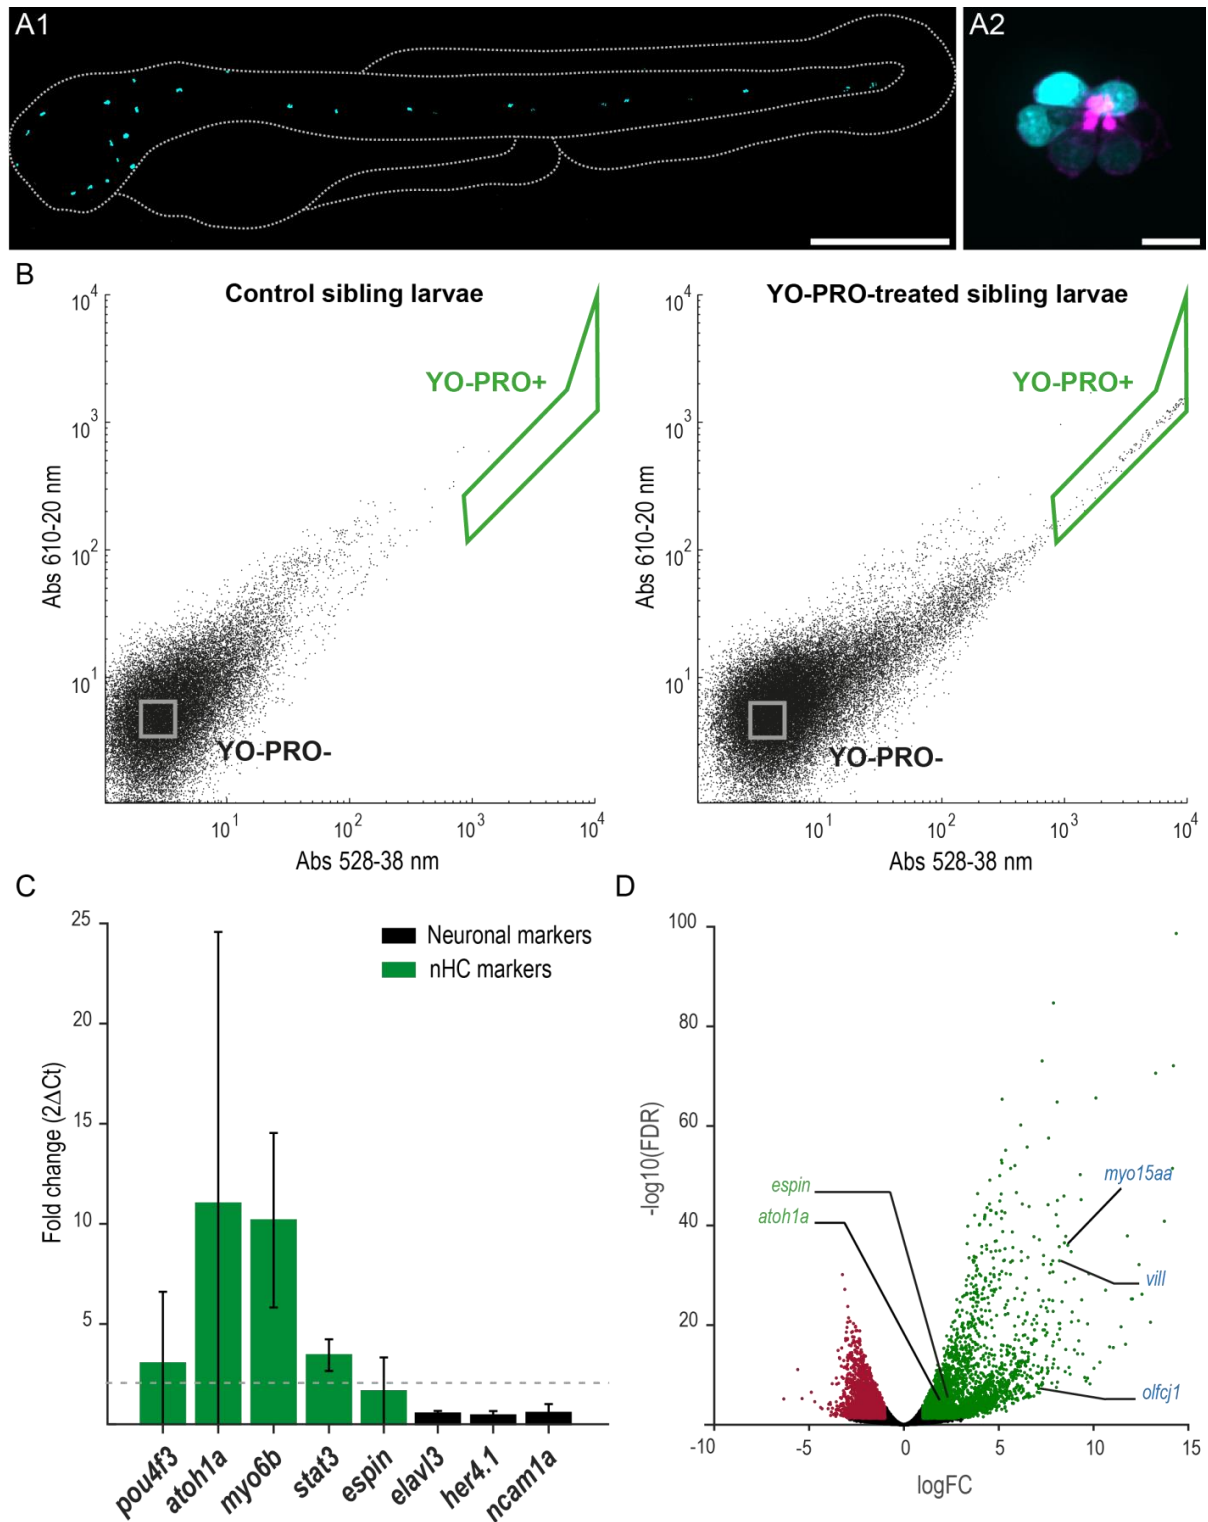 A1
A2
B
Control sibling larvae
YO-PRO-treated sibling larvae
10^4
10^3
10^2
10^1
YO-PRO+
YO-PRO-
Abs 610-20 nm
10^1
10^2
10^3
10^4
Abs 528-38 nm
10^4
10^3
10^2
10^1
YO-PRO+
YO-PRO-
Abs 610-20 nm
10^1
10^2
10^3
10^4
Abs 528-38 nm
C
25
20
15
10
5
Fold change (2ΔCt)
Neuronal markers
nHC markers
pou4f3
atoh1a
myo6b
stat3
espin
elavl3
her4.1
ncam1a
D
100
80
60
40
20
0
-log10(FDR)
espin
atoh1a
myo15aa
vill
olfcj1
-10
-5
0
5
10
15
logFC